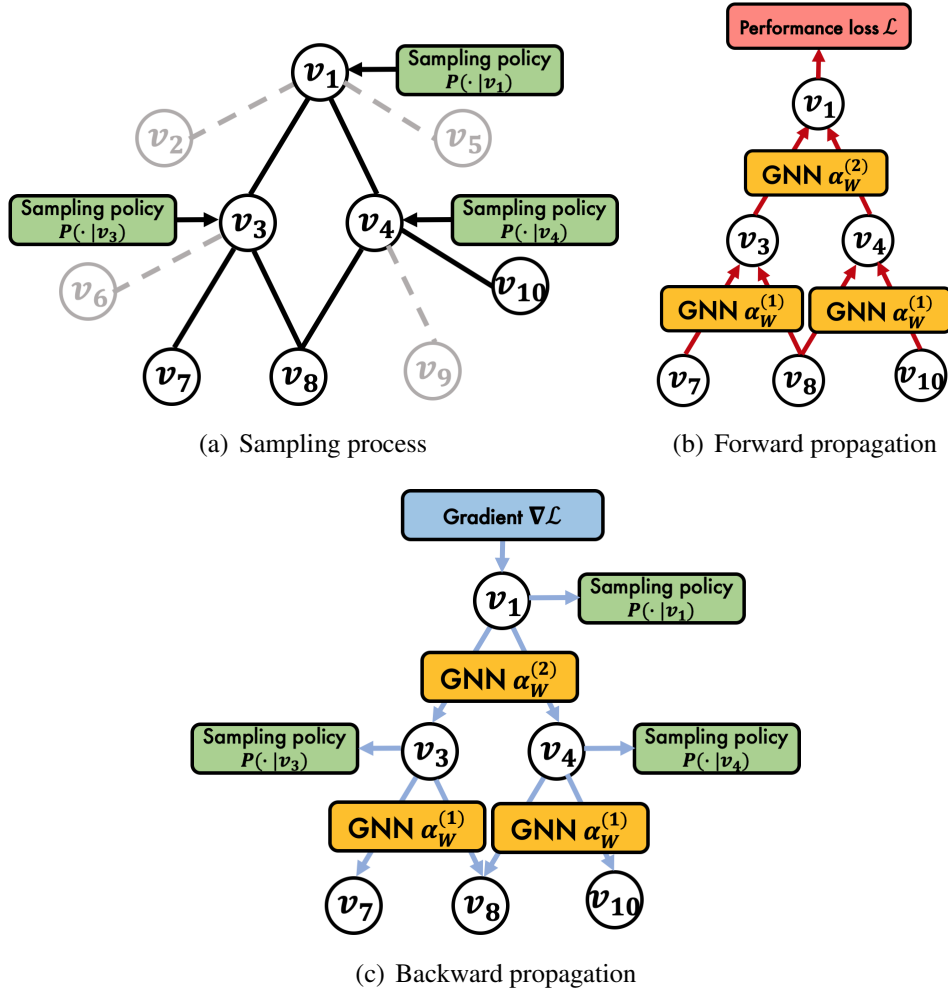 Sampling policy
P(· |v₁)
v₁
v₂
v₅
Sampling policy
P(· |v₃)
v₃
v₄
Sampling policy
P(· |v₄)
v₆
v₁₀
v₇
v₈
v₉
(a) Sampling process
Performance loss ℒ
v₁
GNN α_W^(2)
v₃
v₄
GNN α_W^(1)
GNN α_W^(1)
v₇
v₈
v₁₀
(b) Forward propagation
Gradient ∇ℒ
v₁
Sampling policy
P(· |v₁)
GNN α_W^(2)
Sampling policy
P(· |v₃)
v₃
v₄
Sampling policy
P(· |v₄)
GNN α_W^(1)
GNN α_W^(1)
v₇
v₈
v₁₀
(c) Backward propagation